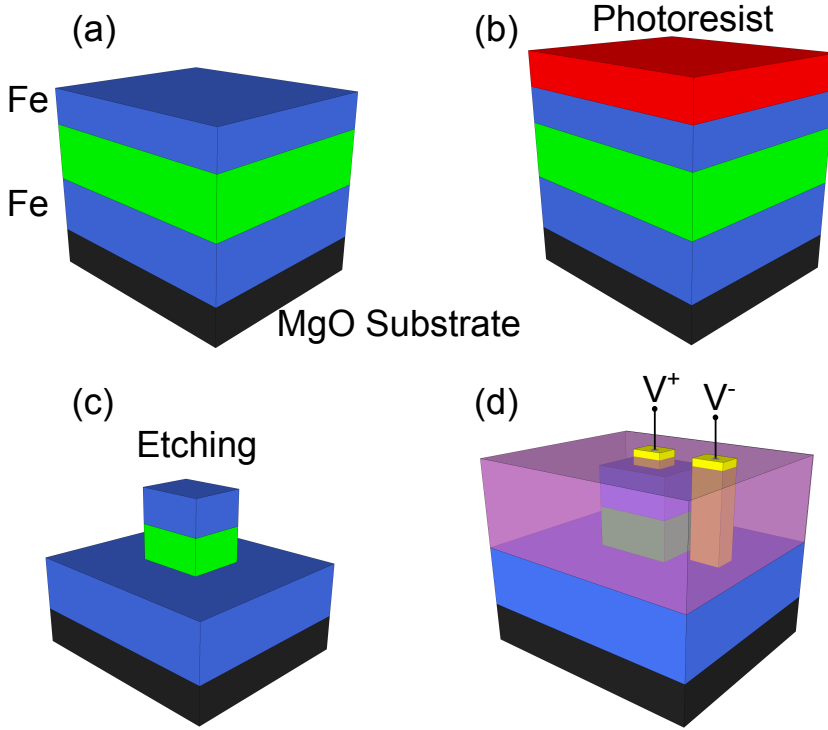 (a)
Fe
Fe
MgO Substrate
(b)
Photoresist
(c)
Etching
(d)
V⁺
V⁻